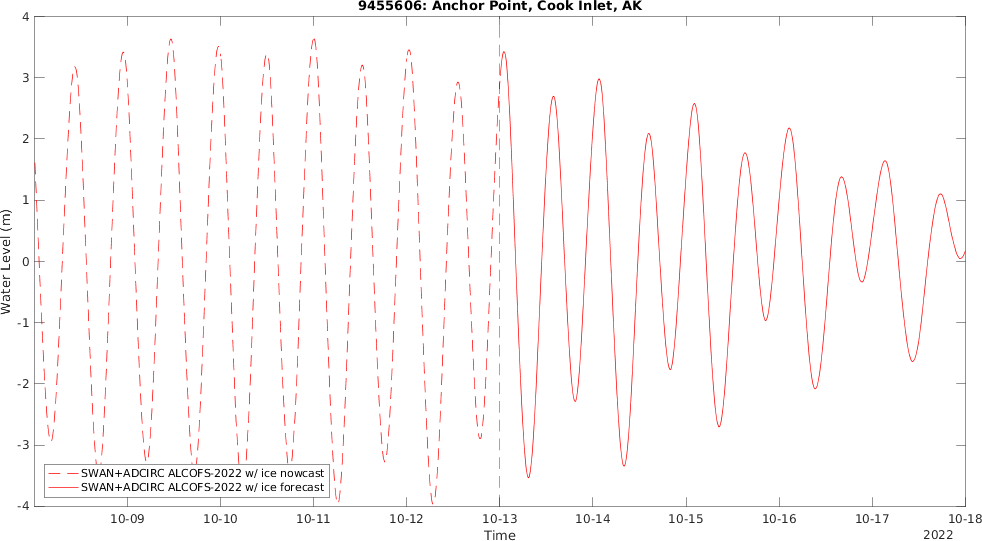 9455606: Anchor Point, Cook Inlet, AK
4
3
2
1
0
-1
-2
-3
-4
Water Level (m)
SWAN+ADCIRC ALCOFS-2022 w/ ice nowcast
SWAN+ADCIRC ALCOFS-2022 w/ ice forecast
10-09 10-10 10-11 10-12 10-13 10-14 10-15 10-16 10-17 10-18
Time
2022